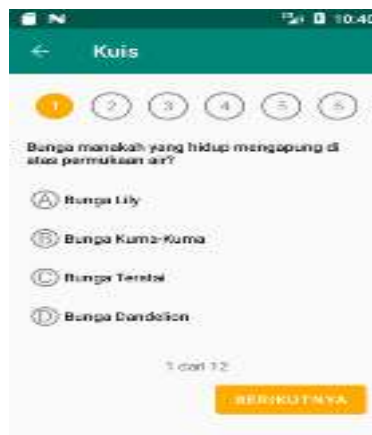 10:40
Kuis
1 2 3 4 5 6
Bunga manakah yang hidup mengapung di
atas permukaan air?
A Bunga Lily
B Bunga Kuma-Kuma
C Bunga Teratai
D Bunga Dandelion
1 dari 12
BERIKUTNYA